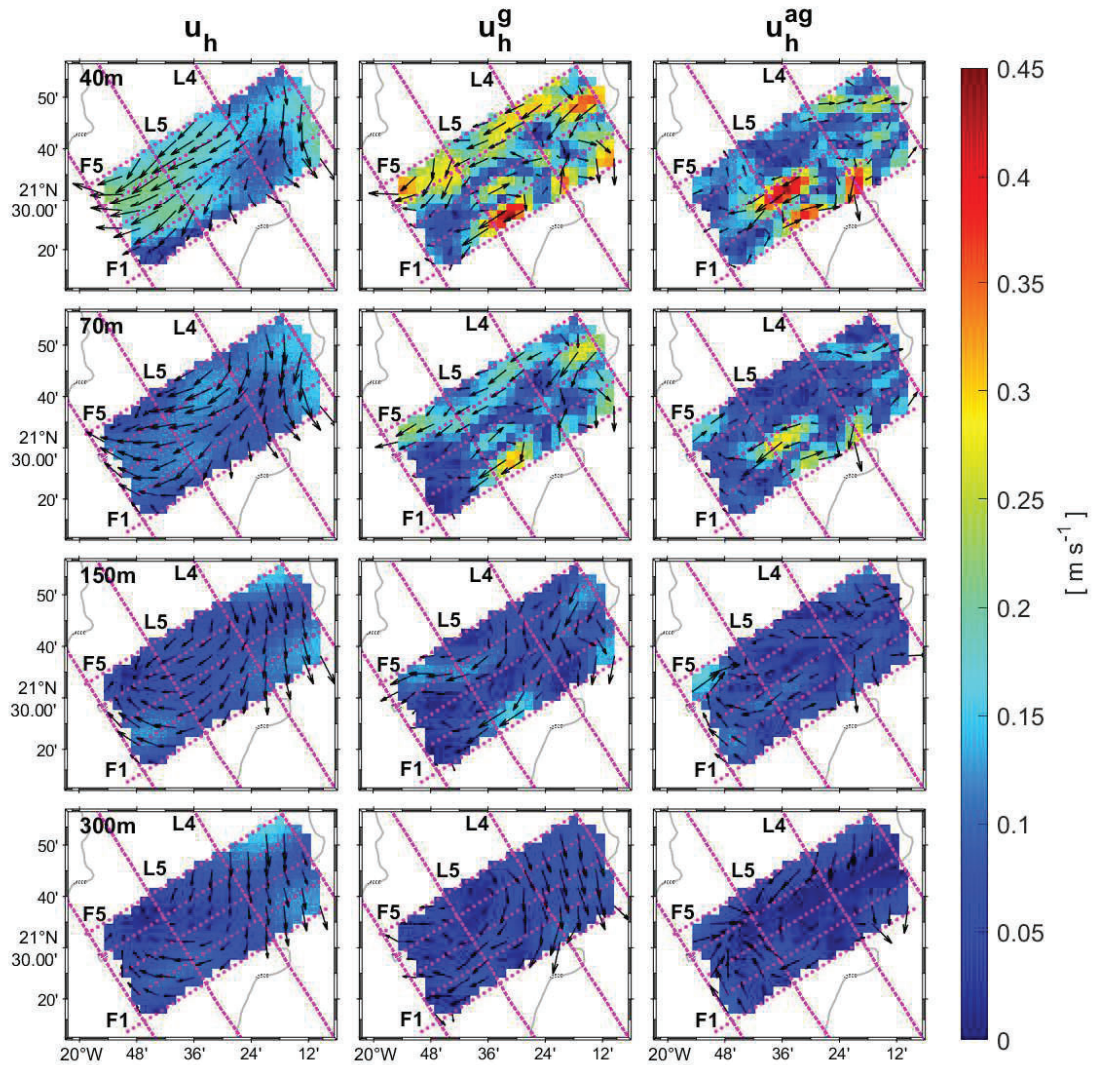 u_h u_h^g u_h^ag
40m L4 L4 L4 0.45
50' L5 L5 L5
40' F5 F5 F5 0.4
21°N
30.00'
20' F1 F1 F1 0.35
70m L4 L4 L4
50' L5 L5 L5 0.3
40' F5 F5 F5
21°N
30.00' 0.25
20' F1 F1 F1 [ m s⁻¹ ]
150m L4 L4 L4 0.2
50' L5 L5 L5
40' F5 F5 F5 0.15
21°N
30.00'
20' F1 F1 F1 0.1
300m L4 L4 L4
50' L5 L5 L5
40' F5 F5 F5 0.05
21°N
30.00'
20' F1 F1 F1 0
20°W 48' 36' 24' 12' 20°W 48' 36' 24' 12' 20°W 48' 36' 24' 12'